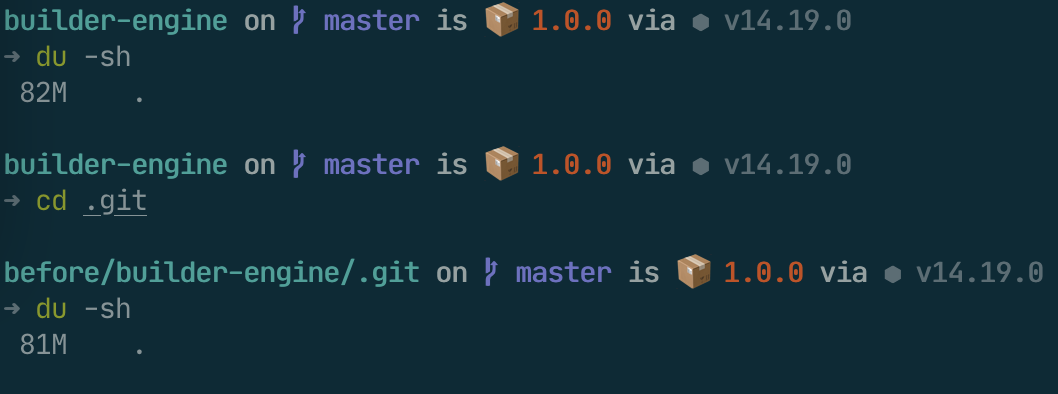 builder-engine on master is 📦 1.0.0 via ⬢ v14.19.0
➜ du -sh
82M .
builder-engine on master is 📦 1.0.0 via ⬢ v14.19.0
➜ cd .git
before/builder-engine/.git on master is 📦 1.0.0 via ⬢ v14.19.0
➜ du -sh
81M .